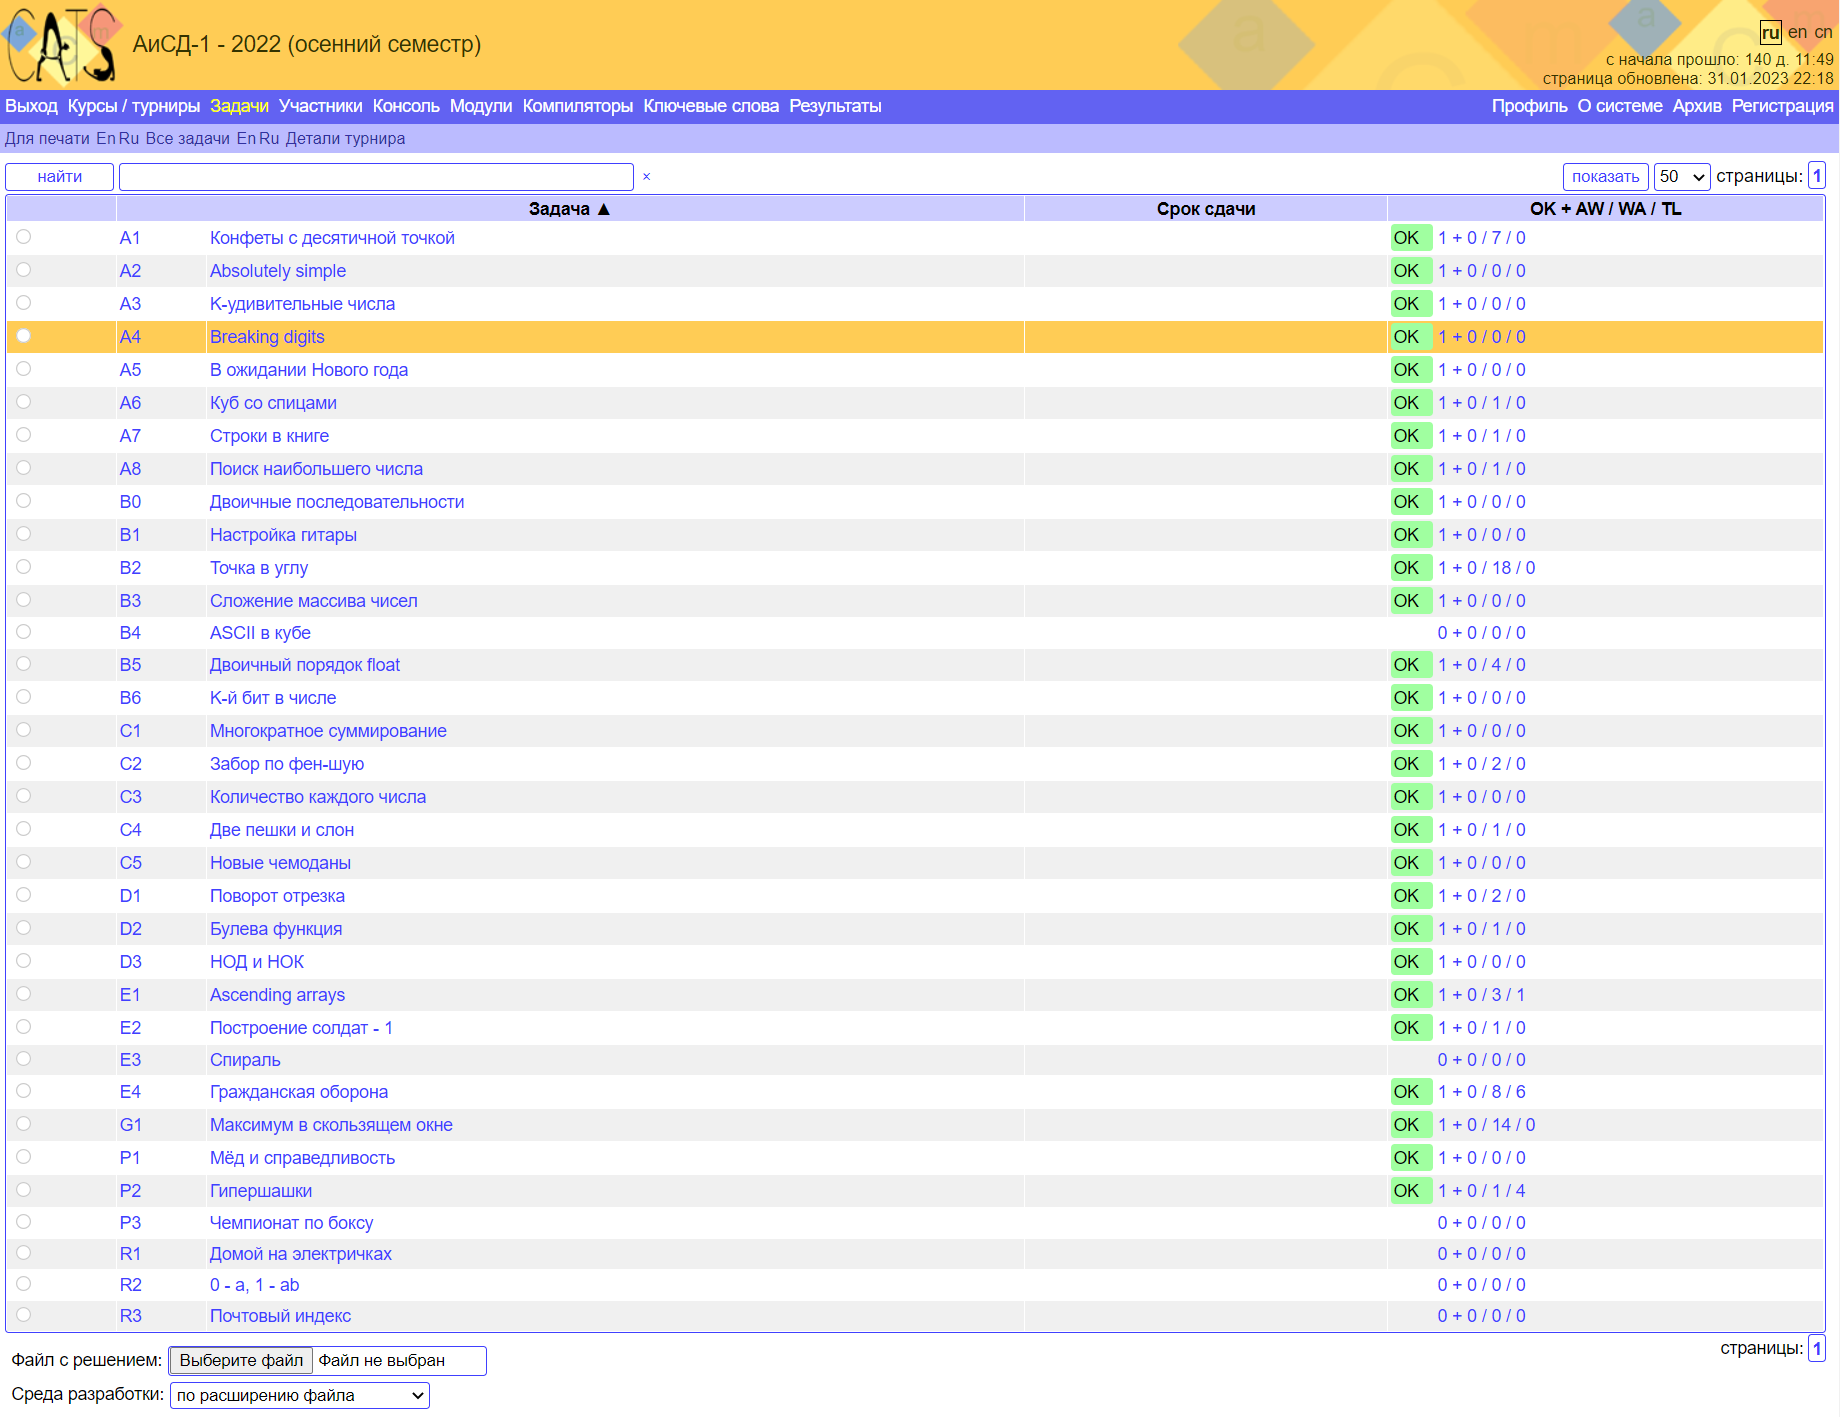 CATS
АиСД-1 - 2022 (осенний семестр)
ru en cn
с начала прошло: 140 д. 11:49
страница обновлена: 31.01.2023 22:18
Выход Курсы / турниры Задачи Участники Консоль Модули Компиляторы Ключевые слова Результаты Профиль О системе Архив Регистрация
Для печати En Ru Все задачи En Ru Детали турнира
найти × показать 50 страницы: 1
Задача ▲ Срок сдачи OK + AW / WA / TL
A1 Конфеты с десятичной точкой OK 1 + 0 / 7 / 0
A2 Absolutely simple OK 1 + 0 / 0 / 0
A3 К-удивительные числа OK 1 + 0 / 0 / 0
A4 Breaking digits OK 1 + 0 / 0 / 0
A5 В ожидании Нового года OK 1 + 0 / 0 / 0
A6 Куб со спицами OK 1 + 0 / 1 / 0
A7 Строки в книге OK 1 + 0 / 1 / 0
A8 Поиск наибольшего числа OK 1 + 0 / 1 / 0
B0 Двоичные последовательности OK 1 + 0 / 0 / 0
B1 Настройка гитары OK 1 + 0 / 0 / 0
B2 Точка в углу OK 1 + 0 / 18 / 0
B3 Сложение массива чисел OK 1 + 0 / 0 / 0
B4 ASCII в кубе 0 + 0 / 0 / 0
B5 Двоичный порядок float OK 1 + 0 / 4 / 0
B6 К-й бит в числе OK 1 + 0 / 0 / 0
C1 Многократное суммирование OK 1 + 0 / 0 / 0
C2 Забор по фен-шую OK 1 + 0 / 2 / 0
C3 Количество каждого числа OK 1 + 0 / 0 / 0
C4 Две пешки и слон OK 1 + 0 / 1 / 0
C5 Новые чемоданы OK 1 + 0 / 0 / 0
D1 Поворот отрезка OK 1 + 0 / 2 / 0
D2 Булева функция OK 1 + 0 / 1 / 0
D3 НОД и НОК OK 1 + 0 / 0 / 0
E1 Ascending arrays OK 1 + 0 / 3 / 1
E2 Построение солдат - 1 OK 1 + 0 / 1 / 0
E3 Спираль 0 + 0 / 0 / 0
E4 Гражданская оборона OK 1 + 0 / 8 / 6
G1 Максимум в скользящем окне OK 1 + 0 / 14 / 0
P1 Мёд и справедливость OK 1 + 0 / 0 / 0
P2 Гипершашки OK 1 + 0 / 1 / 4
P3 Чемпионат по боксу 0 + 0 / 0 / 0
R1 Домой на электричках 0 + 0 / 0 / 0
R2 0 - a, 1 - ab 0 + 0 / 0 / 0
R3 Почтовый индекс 0 + 0 / 0 / 0
страницы: 1
Файл с решением: Выберите файл Файл не выбран
Среда разработки: по расширению файла